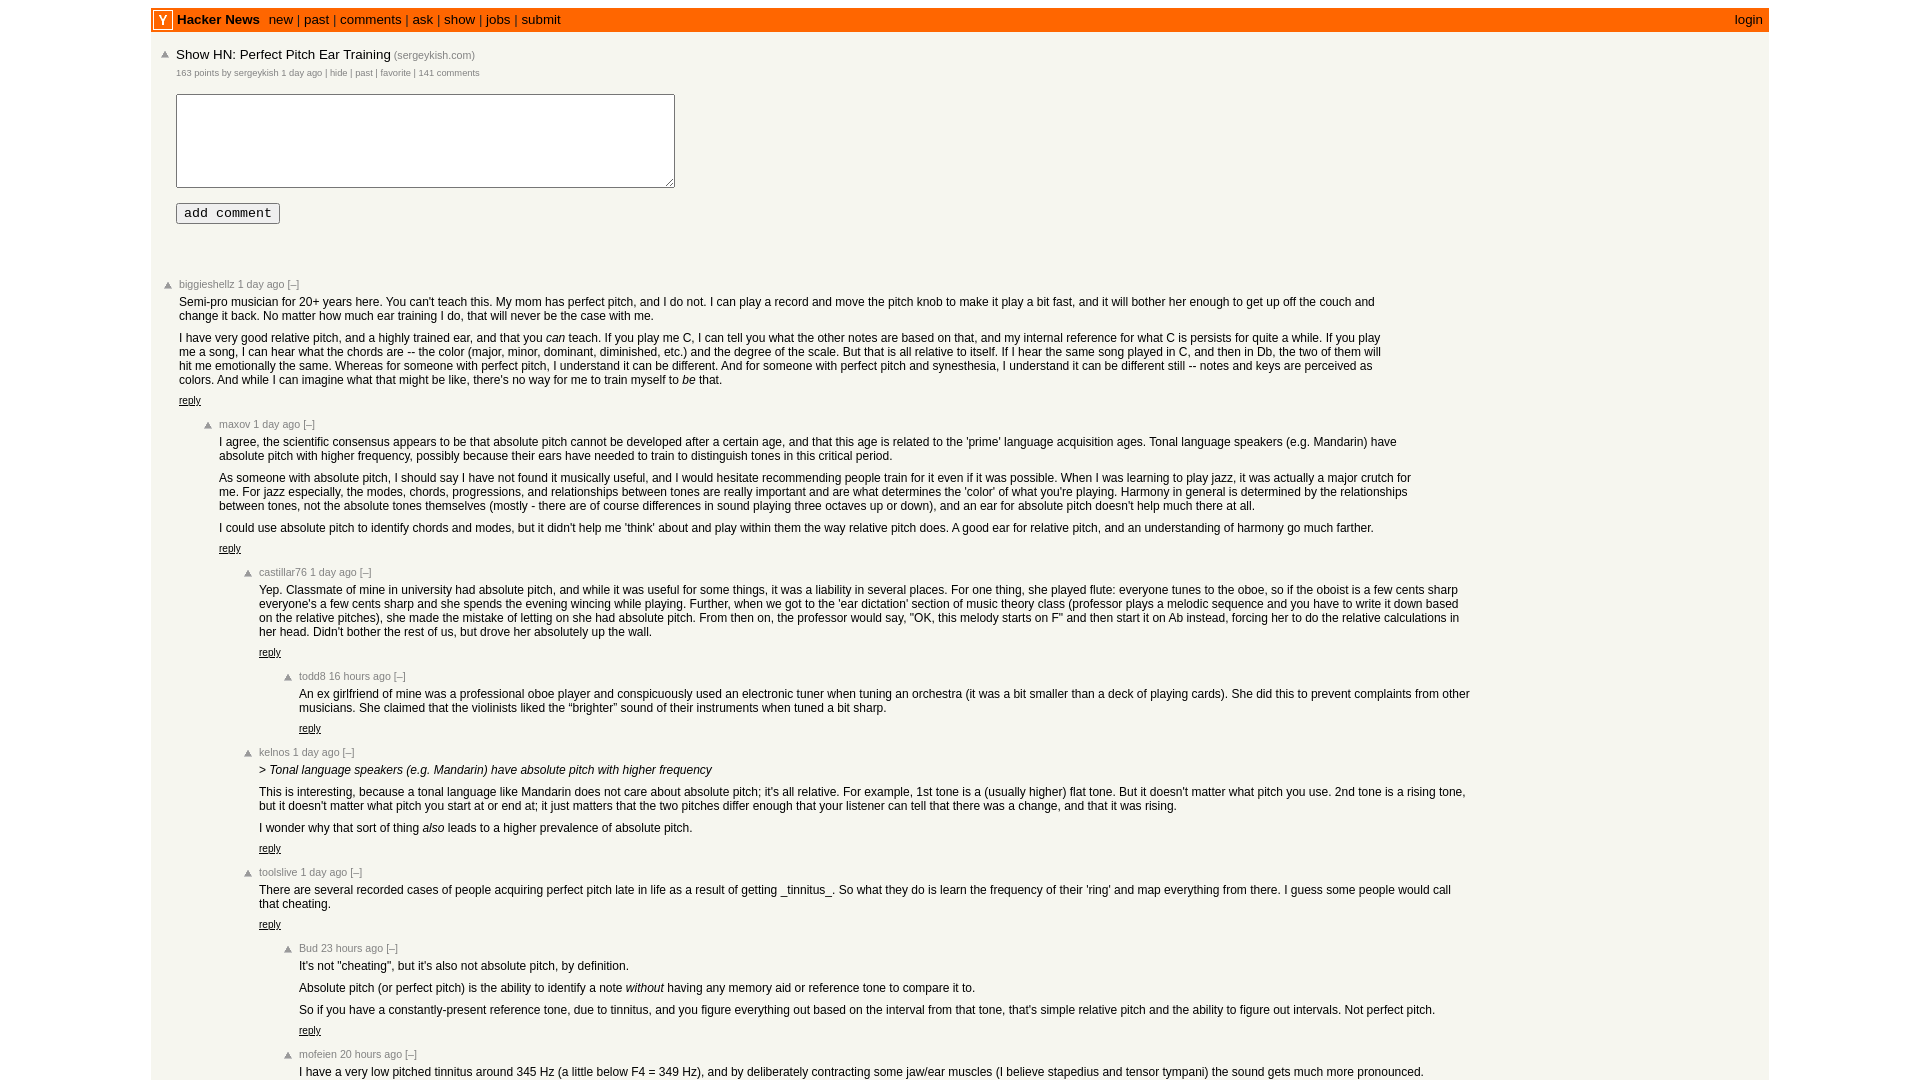 Y Hacker News new | past | comments | ask | show | jobs | submit login
Show HN: Perfect Pitch Ear Training (sergeykish.com)
163 points by sergeykish 1 day ago | hide | past | favorite | 141 comments
add comment
biggieshellz 1 day ago [–]
Semi-pro musician for 20+ years here. You can't teach this. My mom has perfect pitch, and I do not. I can play a record and move the pitch knob to make it play a bit fast, and it will bother her enough to get up off the couch and
change it back. No matter how much ear training I do, that will never be the case with me.
I have very good relative pitch, and a highly trained ear, and that you can teach. If you play me C, I can tell you what the other notes are based on that, and my internal reference for what C is persists for quite a while. If you play
me a song, I can hear what the chords are -- the color (major, minor, dominant, diminished, etc.) and the degree of the scale. But that is all relative to itself. If I hear the same song played in C, and then in Db, the two of them will
hit me emotionally the same. Whereas for someone with perfect pitch, I understand it can be different. And for someone with perfect pitch and synesthesia, I understand it can be different still -- notes and keys are perceived as
colors. And while I can imagine what that might be like, there's no way for me to train myself to be that.
reply
maxov 1 day ago [–]
I agree, the scientific consensus appears to be that absolute pitch cannot be developed after a certain age, and that this age is related to the 'prime' language acquisition ages. Tonal language speakers (e.g. Mandarin) have
absolute pitch with higher frequency, possibly because their ears have needed to train to distinguish tones in this critical period.
As someone with absolute pitch, I should say I have not found it musically useful, and I would hesitate recommending people train for it even if it was possible. When I was learning to play jazz, it was actually a major crutch for
me. For jazz especially, the modes, chords, progressions, and relationships between tones are really important and are what determines the 'color' of what you're playing. Harmony in general is determined by the relationships
between tones, not the absolute tones themselves (mostly - there are of course differences in sound playing three octaves up or down), and an ear for absolute pitch doesn't help much there at all.
I could use absolute pitch to identify chords and modes, but it didn't help me 'think' about and play within them the way relative pitch does. A good ear for relative pitch, and an understanding of harmony go much farther.
reply
castillar76 1 day ago [–]
Yep. Classmate of mine in university had absolute pitch, and while it was useful for some things, it was a liability in several places. For one thing, she played flute: everyone tunes to the oboe, so if the oboist is a few cents sharp
everyone's a few cents sharp and she spends the evening wincing while playing. Further, when we got to the 'ear dictation' section of music theory class (professor plays a melodic sequence and you have to write it down based
on the relative pitches), she made the mistake of letting on she had absolute pitch. From then on, the professor would say, "OK, this melody starts on F" and then start it on Ab instead, forcing her to do the relative calculations in
her head. Didn't bother the rest of us, but drove her absolutely up the wall.
reply
todd8 16 hours ago [–]
An ex girlfriend of mine was a professional oboe player and conspicuously used an electronic tuner when tuning an orchestra (it was a bit smaller than a deck of playing cards). She did this to prevent complaints from other
musicians. She claimed that the violinists liked the “brighter” sound of their instruments when tuned a bit sharp.
reply
kelnos 1 day ago [–]
> Tonal language speakers (e.g. Mandarin) have absolute pitch with higher frequency
This is interesting, because a tonal language like Mandarin does not care about absolute pitch; it's all relative. For example, 1st tone is a (usually higher) flat tone. But it doesn't matter what pitch you use. 2nd tone is a rising tone,
but it doesn't matter what pitch you start at or end at; it just matters that the two pitches differ enough that your listener can tell that there was a change, and that it was rising.
I wonder why that sort of thing also leads to a higher prevalence of absolute pitch.
reply
toolslive 1 day ago [–]
There are several recorded cases of people acquiring perfect pitch late in life as a result of getting _tinnitus_. So what they do is learn the frequency of their 'ring' and map everything from there. I guess some people would call
that cheating.
reply
Bud 23 hours ago [–]
It's not "cheating", but it's also not absolute pitch, by definition.
Absolute pitch (or perfect pitch) is the ability to identify a note without having any memory aid or reference tone to compare it to.
So if you have a constantly-present reference tone, due to tinnitus, and you figure everything out based on the interval from that tone, that's simple relative pitch and the ability to figure out intervals. Not perfect pitch.
reply
mofeien 20 hours ago [–]
I have a very low pitched tinnitus around 345 Hz (a little below F4 = 349 Hz), and by deliberately contracting some jaw/ear muscles (I believe stapedius and tensor tympani) the sound gets much more pronounced.